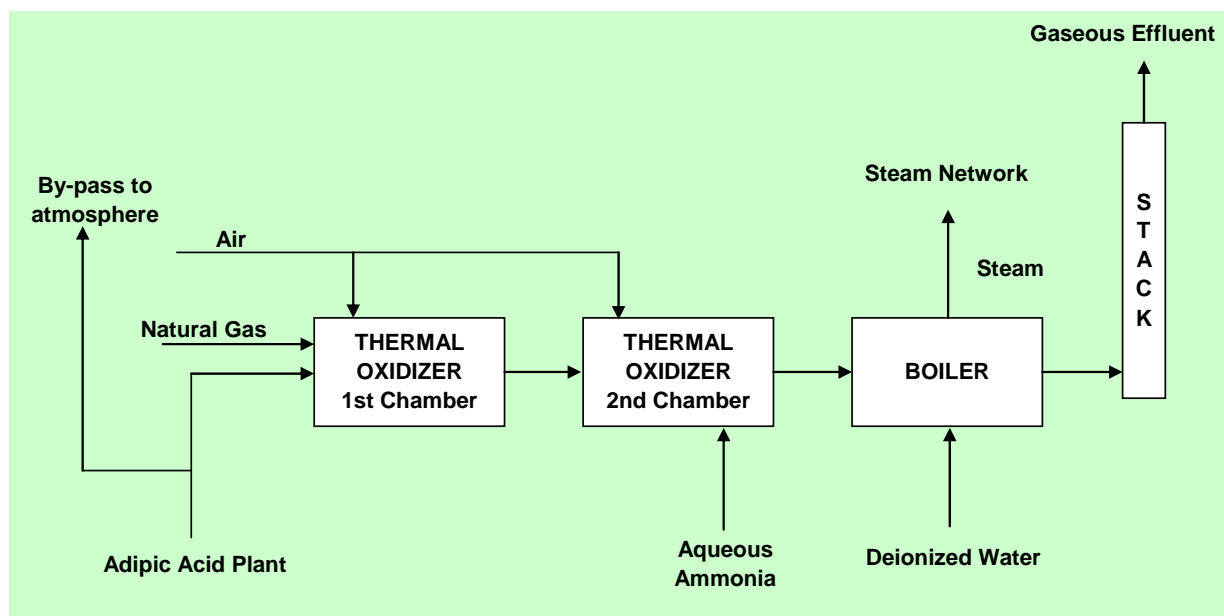 Gaseous Effluent
By-pass to
atmosphere
Steam Network
S
T
A
C
K
Air
Steam
Natural Gas
THERMAL
OXIDIZER
1st Chamber
THERMAL
OXIDIZER
2nd Chamber
BOILER
Adipic Acid Plant
Aqueous
Ammonia
Deionized Water